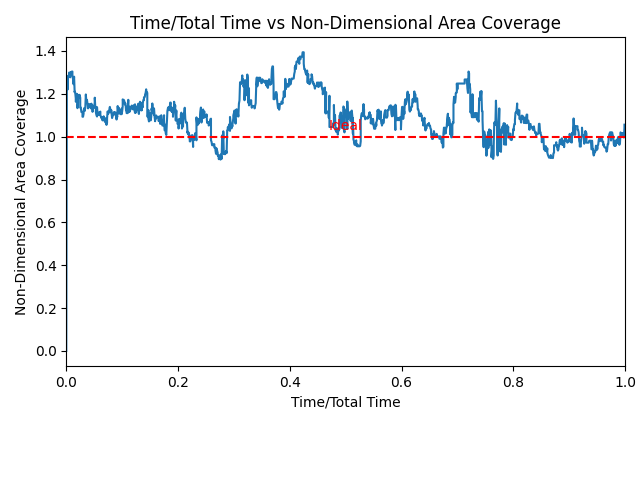 Time/Total Time vs Non-Dimensional Area Coverage
Non-Dimensional Area Coverage
1.4
1.2
1.0
0.8
0.6
0.4
0.2
0.0
Ideal
0.0 0.2 0.4 0.6 0.8 1.0
Time/Total Time